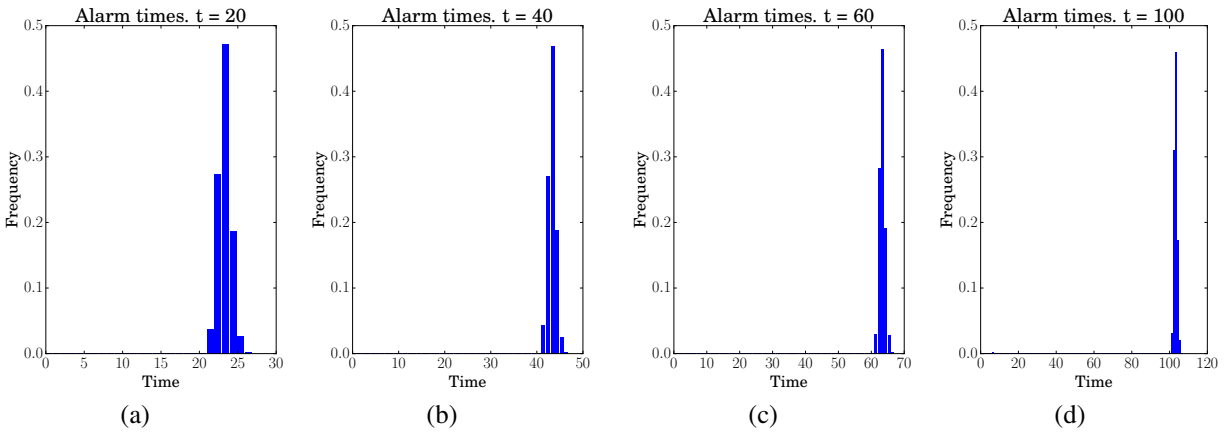 Alarm times. t = 20
0.5
0.4
0.3
0.2
0.1
0.0
Frequency
0 5 10 15 20 25 30
Time
(a)
Alarm times. t = 40
0.5
0.4
0.3
0.2
0.1
0.0
Frequency
0 10 20 30 40 50
Time
(b)
Alarm times. t = 60
0.5
0.4
0.3
0.2
0.1
0.0
Frequency
0 10 20 30 40 50 60 70
Time
(c)
Alarm times. t = 100
0.5
0.4
0.3
0.2
0.1
0.0
Frequency
0 20 40 60 80 100 120
Time
(d)